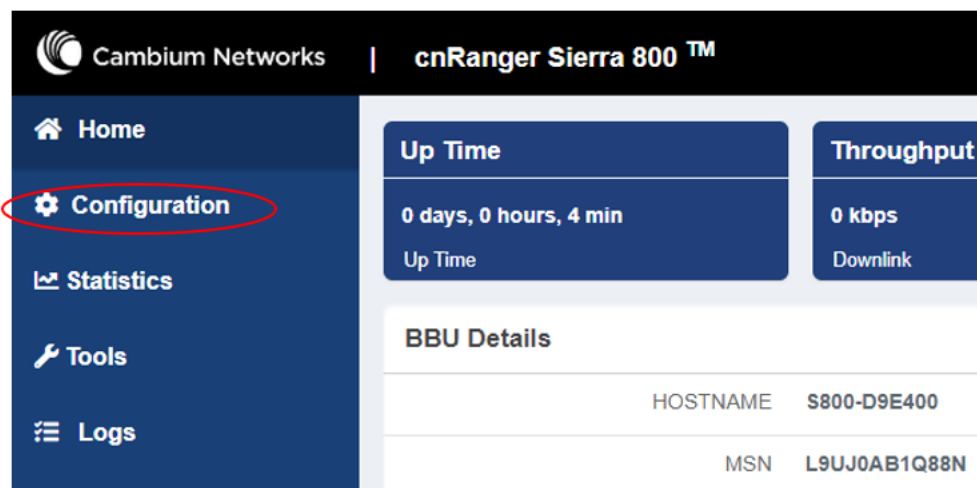 Cambium Networks | cnRanger Sierra 800 ™
Home
Configuration
Statistics
Tools
Logs
Up Time
0 days, 0 hours, 4 min
Up Time
Throughput
0 kbps
Downlink
BBU Details
HOSTNAME S800-D9E400
MSN L9UJ0AB1Q88N